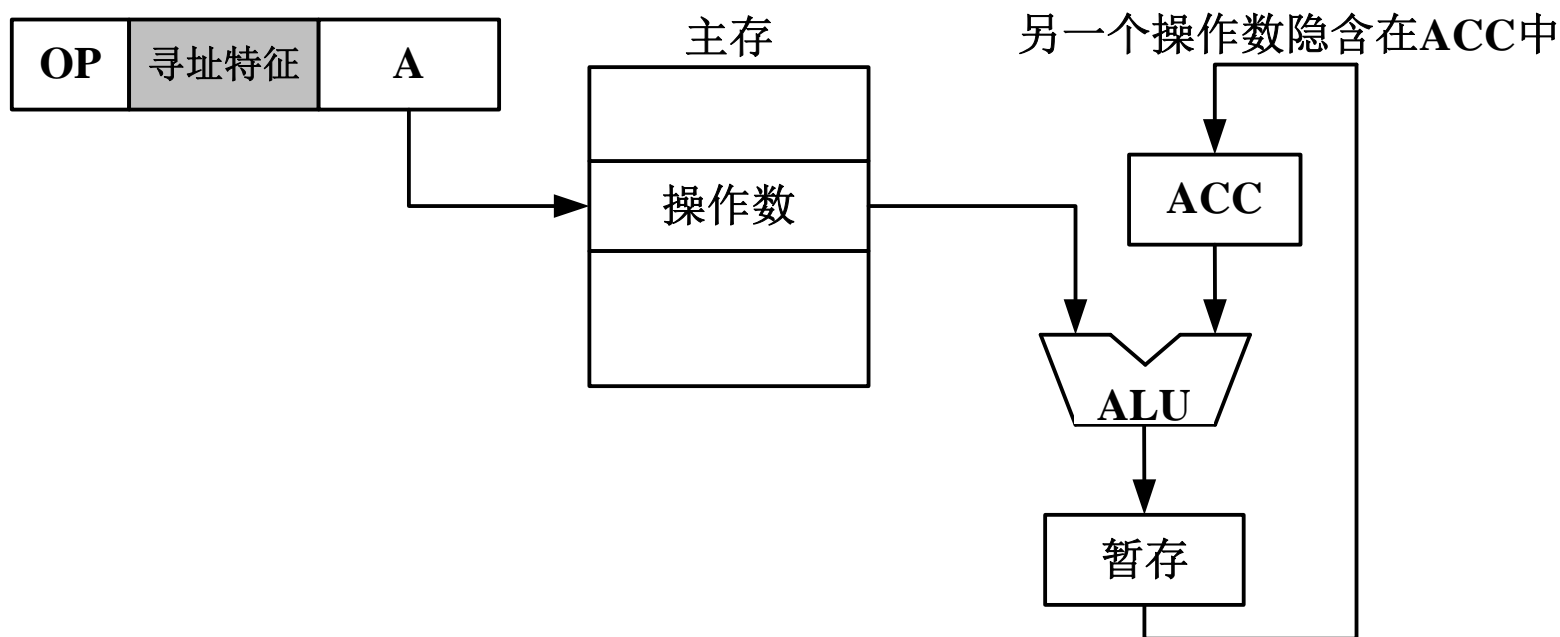 主存
另一个操作数隐含在ACC中
OP 寻址特征 A
操作数
ACC
ALU
暂存